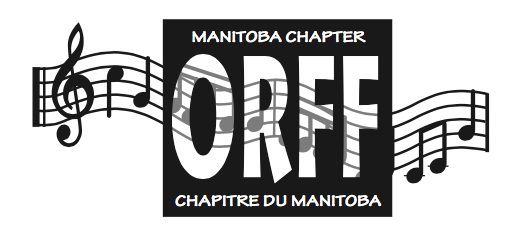 MANITOBA CHAPTER
ORFF
CHAPITRE DU MANITOBA